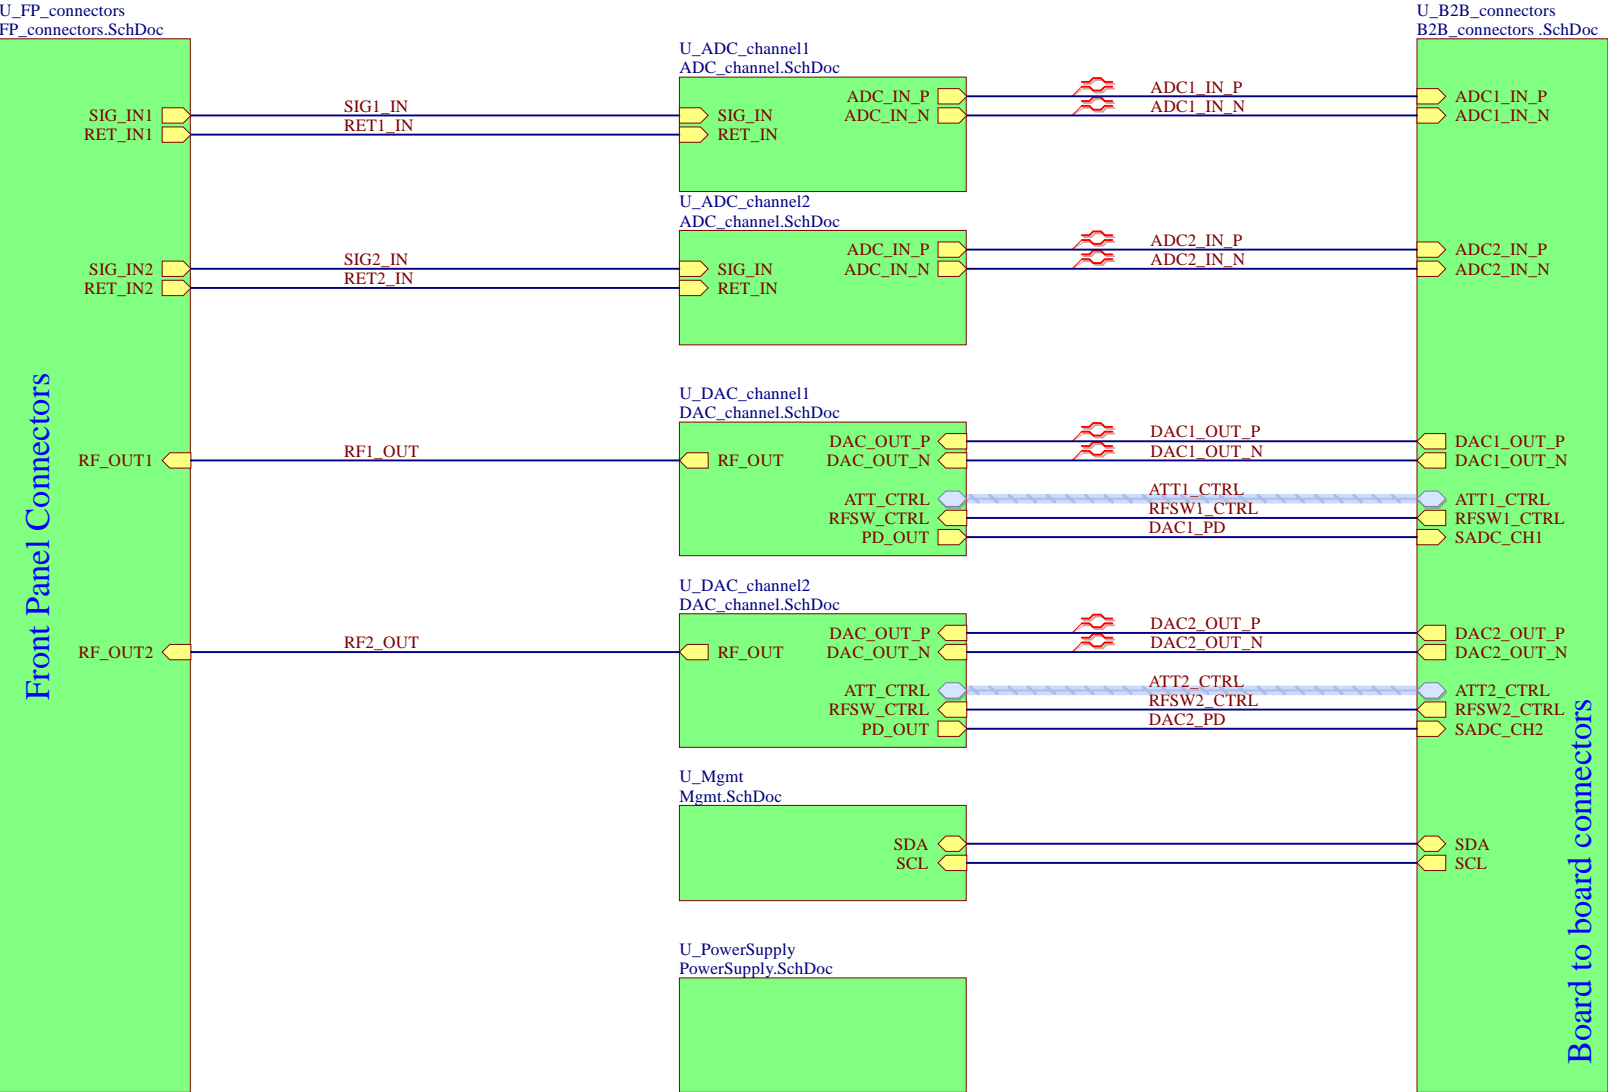 U_FP_connectors
FP_connectors.SchDoc
SIG_IN1
RET_IN1
SIG_IN2
RET_IN2
RF_OUT1
RF_OUT2
Front Panel Connectors
SIG1_IN
RET1_IN
SIG2_IN
RET2_IN
RF1_OUT
RF2_OUT
U_ADC_channel1
ADC_channel.SchDoc
SIG_IN
RET_IN
ADC_IN_P
ADC_IN_N
U_ADC_channel2
ADC_channel.SchDoc
SIG_IN
RET_IN
ADC_IN_P
ADC_IN_N
U_DAC_channel1
DAC_channel.SchDoc
RF_OUT
DAC_OUT_P
DAC_OUT_N
ATT_CTRL
RFSW_CTRL
PD_OUT
U_DAC_channel2
DAC_channel.SchDoc
RF_OUT
DAC_OUT_P
DAC_OUT_N
ATT_CTRL
RFSW_CTRL
PD_OUT
U_Mgmt
Mgmt.SchDoc
SDA
SCL
U_PowerSupply
PowerSupply.SchDoc
ADC1_IN_P
ADC1_IN_N
ADC2_IN_P
ADC2_IN_N
DAC1_OUT_P
DAC1_OUT_N
ATT1_CTRL
RFSW1_CTRL
DAC1_PD
DAC2_OUT_P
DAC2_OUT_N
ATT2_CTRL
RFSW2_CTRL
DAC2_PD
U_B2B_connectors
B2B_connectors .SchDoc
ADC1_IN_P
ADC1_IN_N
ADC2_IN_P
ADC2_IN_N
DAC1_OUT_P
DAC1_OUT_N
ATT1_CTRL
RFSW1_CTRL
SADC_CH1
DAC2_OUT_P
DAC2_OUT_N
ATT2_CTRL
RFSW2_CTRL
SADC_CH2
SDA
SCL
Board to board connectors